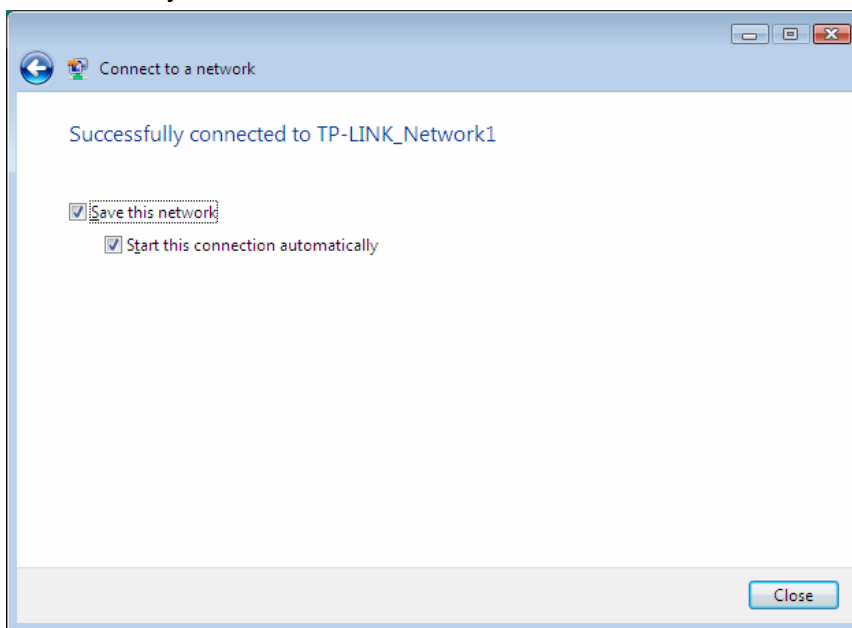 Connect to a network
Successfully connected to TP-LINK_Network1
Save this network
Start this connection automatically
Close